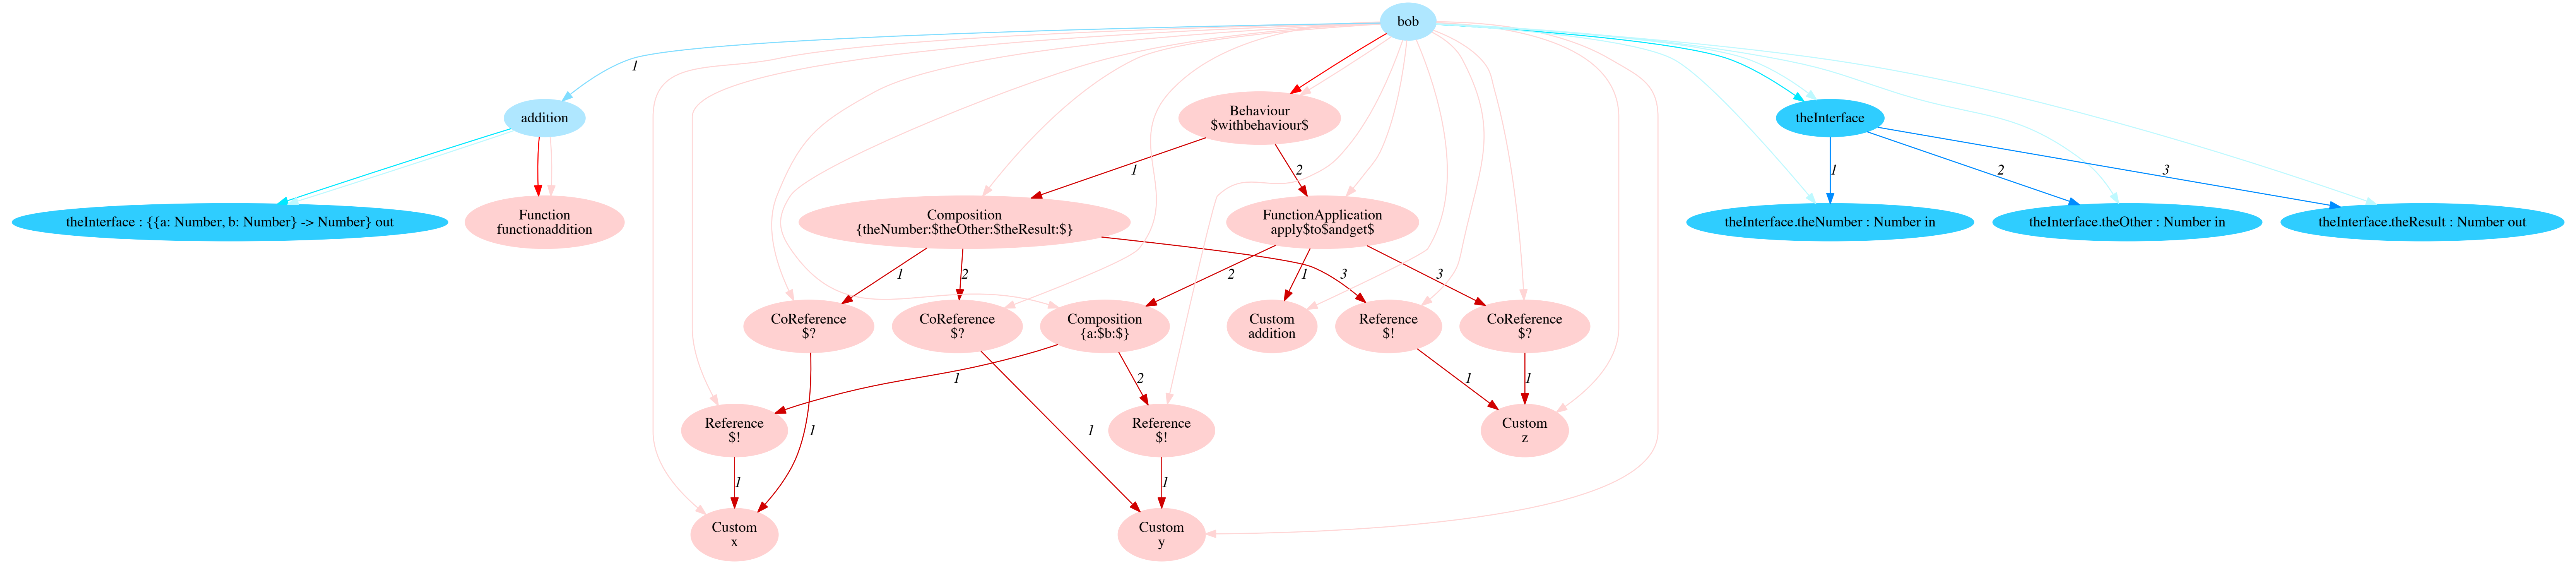 bob
1
addition
Behaviour
$withbehaviour$
theInterface
1
2
1
2
3
theInterface : {{a: Number, b: Number} -> Number} out
Function
functionaddition
Composition
{theNumber:$theOther:$theResult:$}
FunctionApplication
apply$to$andget$
theInterface.theNumber : Number in
theInterface.theOther : Number in
theInterface.theResult : Number out
1
2
2
1
3
3
CoReference
$?
CoReference
$?
Composition
{a:$b:$}
Custom
addition
Reference
$!
CoReference
$?
1
2
1
1
Reference
$!
1
1
Reference
$!
Custom
z
1
1
Custom
x
Custom
y